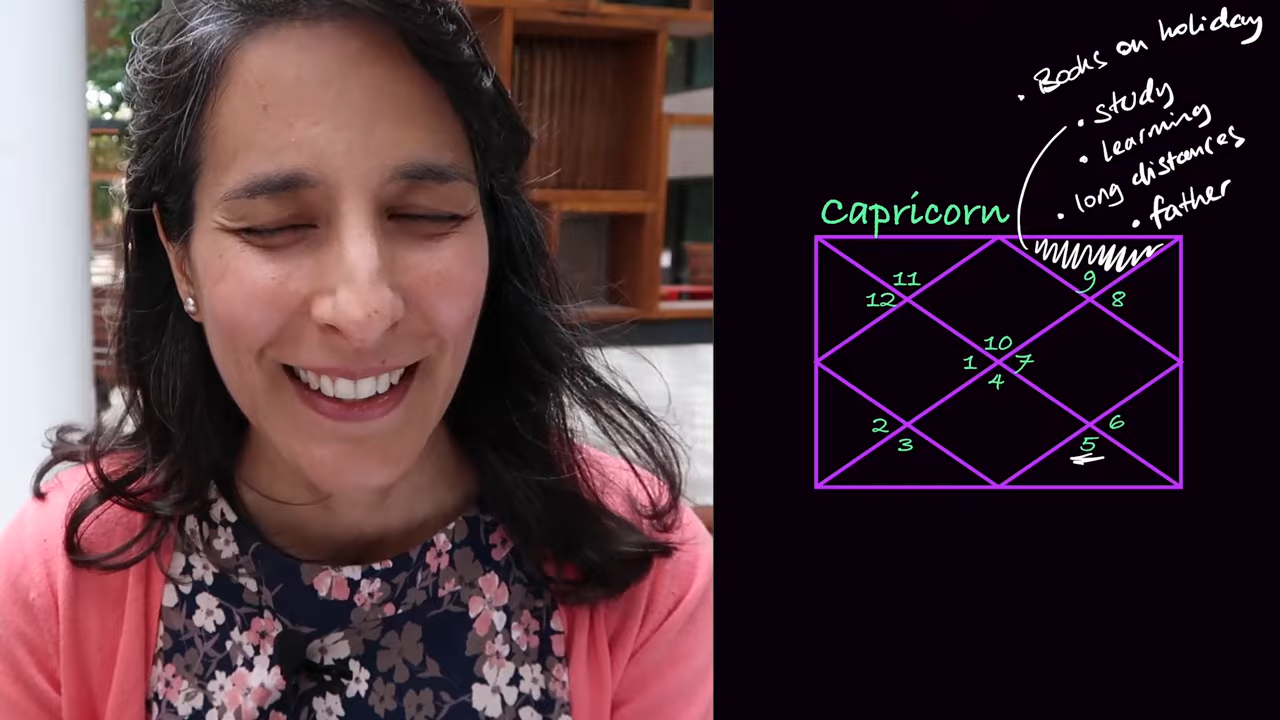 • Books on holiday
• study
• learning
• long distances
• father
Capricorn
11
12
9
8
10
1
7
4
2
3
6
5